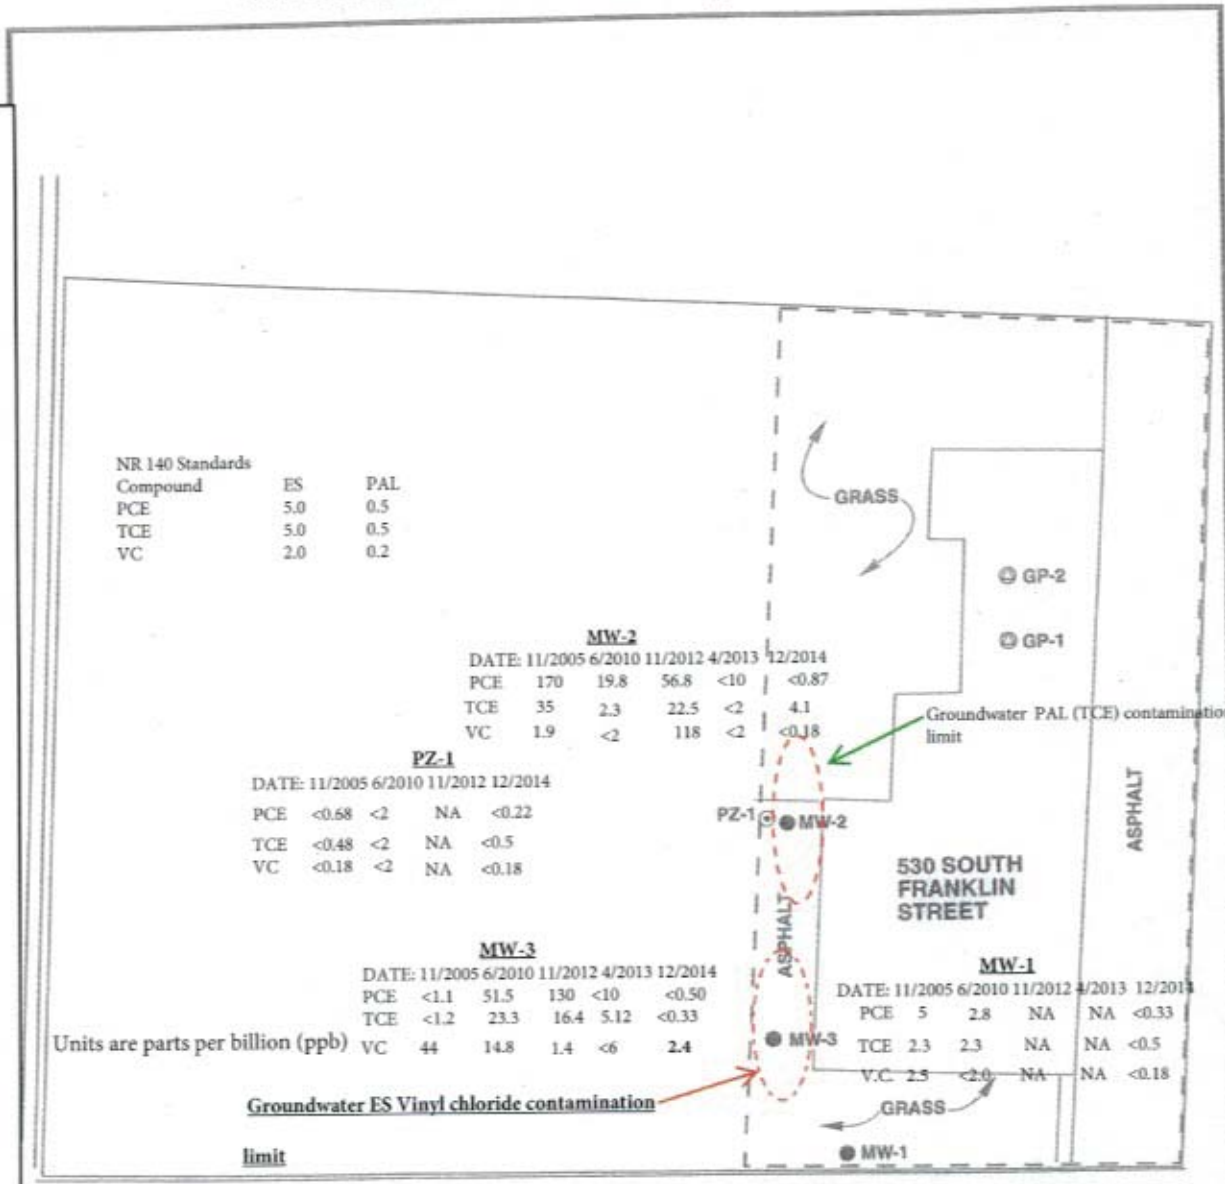 NR 140 Standards
Compound ES PAL
PCE 5.0 0.5
TCE 5.0 0.5
VC 2.0 0.2
GRASS
GP-2
GP-1
MW-2
DATE: 11/2005 6/2010 11/2012 4/2013 12/2014
PCE 170 19.8 56.8 <10 <0.87
TCE 35 2.3 22.5 <2 4.1
VC 1.9 <2 118 <2 <0.18
Groundwater PAL (TCE) contamination
limit
PZ-1
DATE: 11/2005 6/2010 11/2012 12/2014
PCE <0.68 <2 NA <0.22
TCE <0.48 <2 NA <0.5
VC <0.18 <2 NA <0.18
PZ-1
MW-2
ASPHALT
530 SOUTH
FRANKLIN
STREET
ASPHALT
MW-3
DATE: 11/2005 6/2010 11/2012 4/2013 12/2014
PCE <1.1 51.5 130 <10 <0.50
TCE <1.2 23.3 16.4 5.12 <0.33
VC 44 14.8 1.4 <6 2.4
Units are parts per billion (ppb)
MW-3
MW-1
DATE: 11/2005 6/2010 11/2012 4/2013 12/2014
PCE 5 2.8 NA NA <0.33
TCE 2.3 2.3 NA NA <0.5
V.C. 2.5 <2.0 NA NA <0.18
Groundwater ES Vinyl chloride contamination
limit
GRASS
MW-1